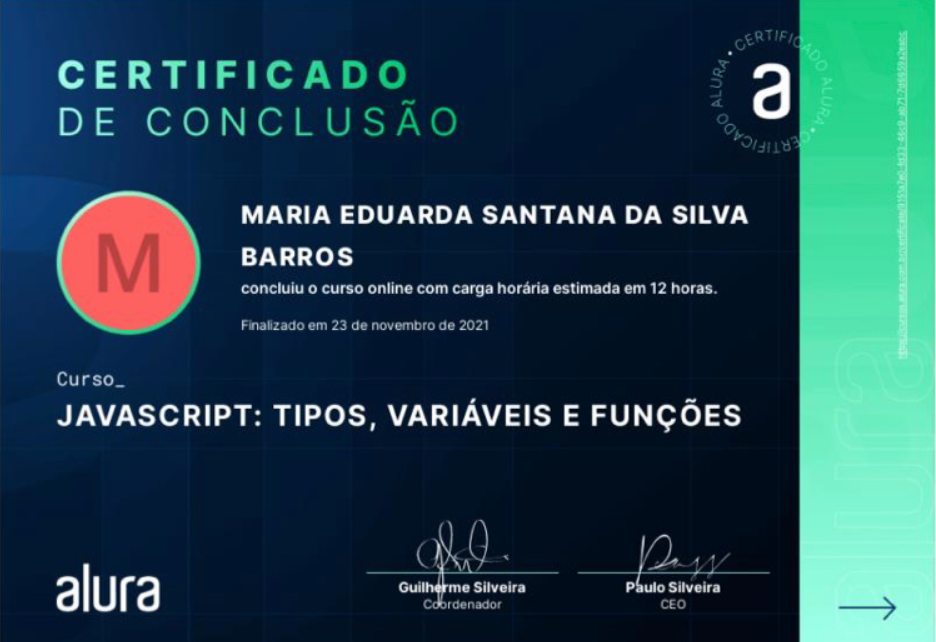 CERTIFICADO
DE CONCLUSÃO
CERTIFICADO ALURA • CERTIFICADO ALURA •
a
M
MARIA EDUARDA SANTANA DA SILVA
BARROS
concluiu o curso online com carga horária estimada em 12 horas.
Finalizado em 23 de novembro de 2021
Curso_
JAVASCRIPT: TIPOS, VARIÁVEIS E FUNÇÕES
alura
Guilherme Silveira
Coordenador
Paulo Silveira
CEO
alura